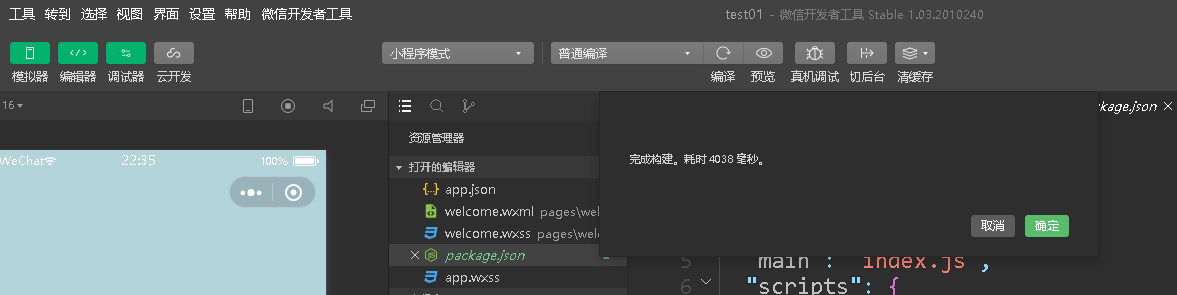 工具 转到 选择 视图 界面 设置 帮助 微信开发者工具 test01 - 微信开发者工具 Stable 1.03.2010240
小程序模式 普通编译
模拟器 编辑器 调试器 云开发 编译 预览 真机调试 切后台 清缓存
16
资源管理器
WeChat 22:35 100%
打开的编辑器
{..} app.json
welcome.wxml pages\wel
welcome.wxss pages\we
package.json
app.wxss
ckage.json
完成构建。耗时 4038 毫秒。
取消 确定
5 main : index.js ,
6 "scripts": {